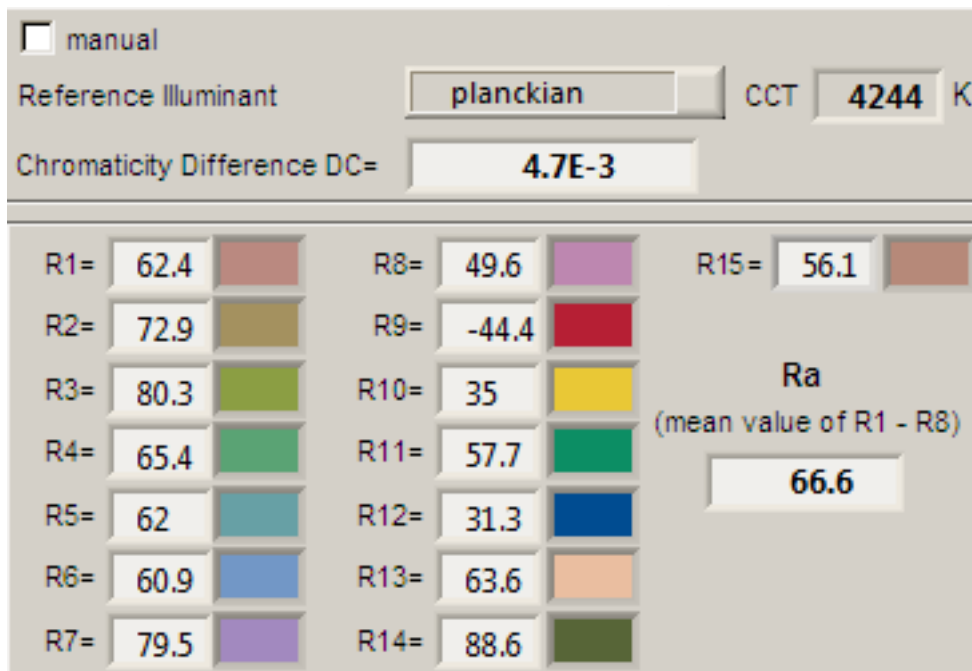 manual
Reference Illuminant planckian CCT 4244 K
Chromaticity Difference DC= 4.7E-3
R1= 62.4 R8= 49.6 R15= 56.1
R2= 72.9 R9= -44.4
R3= 80.3 R10= 35 Ra
(mean value of R1 - R8)
R4= 65.4 R11= 57.7
66.6
R5= 62 R12= 31.3
R6= 60.9 R13= 63.6
R7= 79.5 R14= 88.6